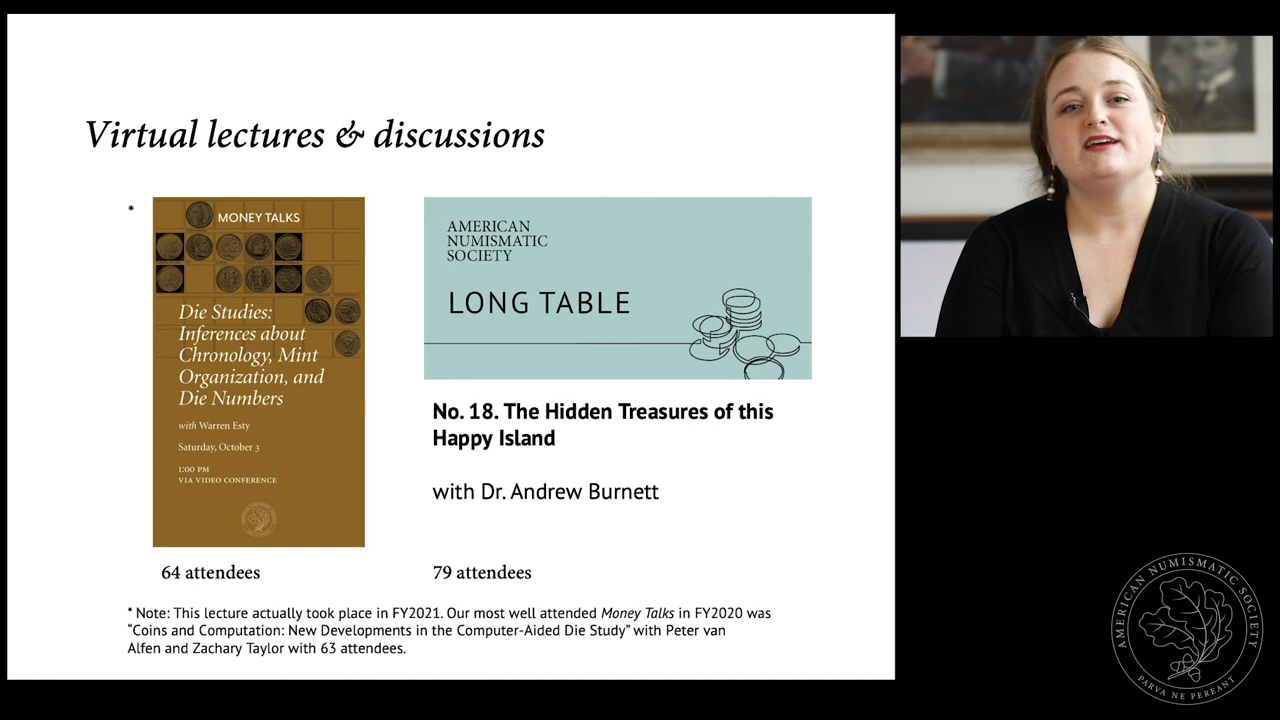 Virtual lectures & discussions
*
MONEY TALKS
Die Studies:
Inferences about
Chronology, Mint
Organization, and
Die Numbers
with Warren Esty
Saturday, October 3
1:00 PM
VIA VIDEO CONFERENCE
64 attendees
AMERICAN
NUMISMATIC
SOCIETY
LONG TABLE
No. 18. The Hidden Treasures of this
Happy Island
with Dr. Andrew Burnett
79 attendees
* Note: This lecture actually took place in FY2021. Our most well attended Money Talks in FY2020 was
“Coins and Computation: New Developments in the Computer-Aided Die Study” with Peter van
Alfen and Zachary Taylor with 63 attendees.
AMERICAN NUMISMATIC SOCIETY
PARVA NE PEREANT